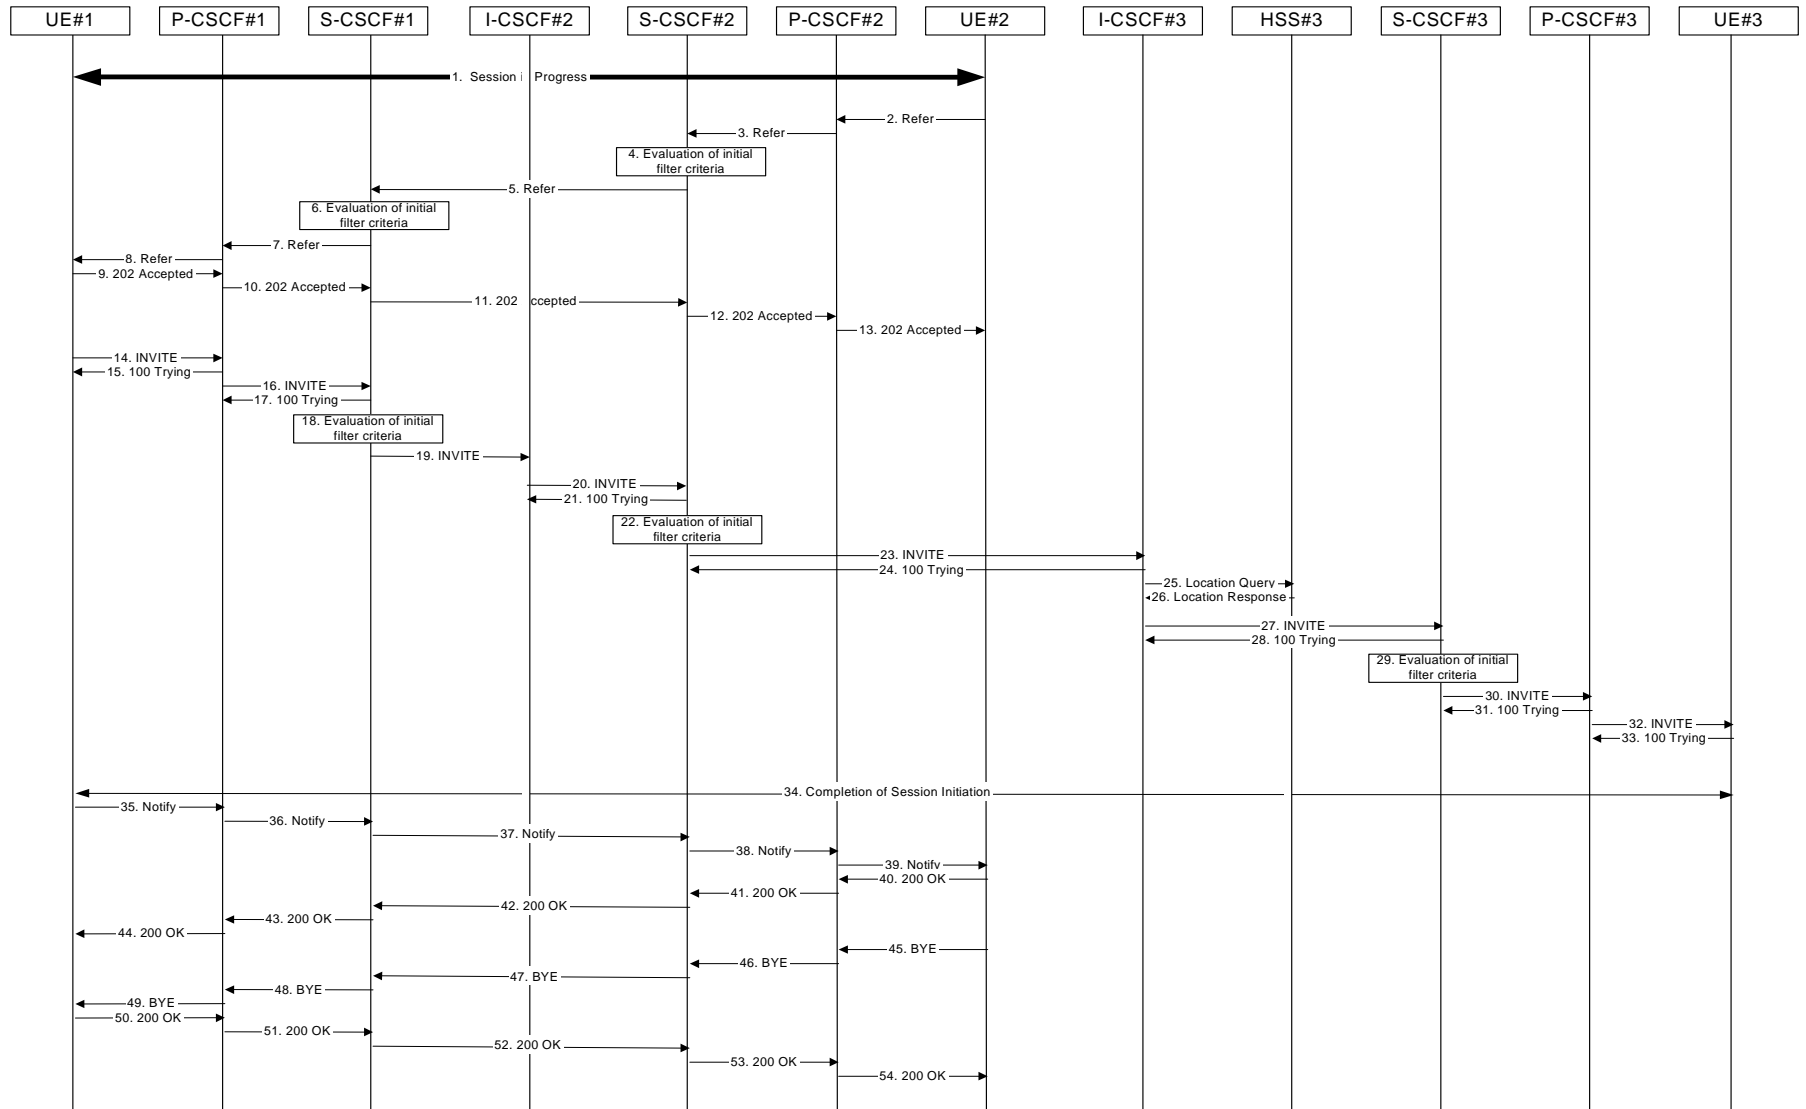 UE#1 P-CSCF#1 S-CSCF#1 I-CSCF#2 S-CSCF#2 P-CSCF#2 UE#2 I-CSCF#3 HSS#3 S-CSCF#3 P-CSCF#3 UE#3
1. Session i Progress
2. Refer
3. Refer
4. Evaluation of initial
filter criteria
5. Refer
6. Evaluation of initial
filter criteria
7. Refer
8. Refer
9. 202 Accepted
10. 202 Accepted
11. 202 ccepted
12. 202 Accepted
13. 202 Accepted
14. INVITE
15. 100 Trying
16. INVITE
17. 100 Trying
18. Evaluation of initial
filter criteria
19. INVITE
20. INVITE
21. 100 Trying
22. Evaluation of initial
filter criteria
23. INVITE
24. 100 Trying
25. Location Query
26. Location Response
27. INVITE
28. 100 Trying
29. Evaluation of initial
filter criteria
30. INVITE
31. 100 Trying
32. INVITE
33. 100 Trying
34. Completion of Session Initiation
35. Notify
36. Notify
37. Notify
38. Notify
39. Notify
40. 200 OK
41. 200 OK
42. 200 OK
43. 200 OK
44. 200 OK
45. BYE
46. BYE
47. BYE
48. BYE
49. BYE
50. 200 OK
51. 200 OK
52. 200 OK
53. 200 OK
54. 200 OK